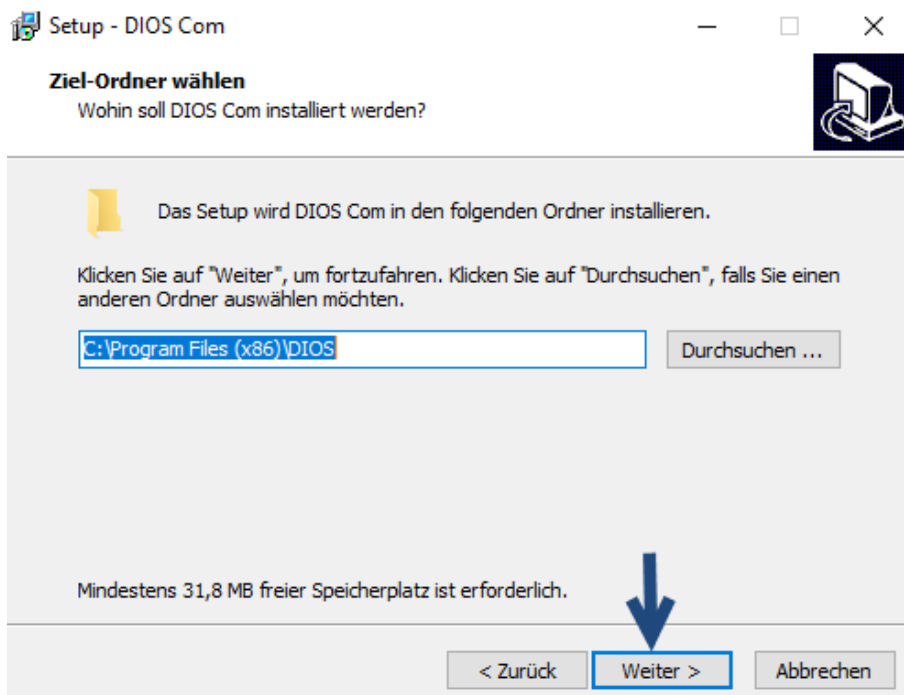 Setup - DIOS Com
Ziel-Ordner wählen
Wohin soll DIOS Com installiert werden?
Das Setup wird DIOS Com in den folgenden Ordner installieren.
Klicken Sie auf "Weiter", um fortzufahren. Klicken Sie auf "Durchsuchen", falls Sie einen
anderen Ordner auswählen möchten.
C:\Program Files (x86)\DIOS
Durchsuchen ...
Mindestens 31,8 MB freier Speicherplatz ist erforderlich.
< Zurück
Weiter >
Abbrechen